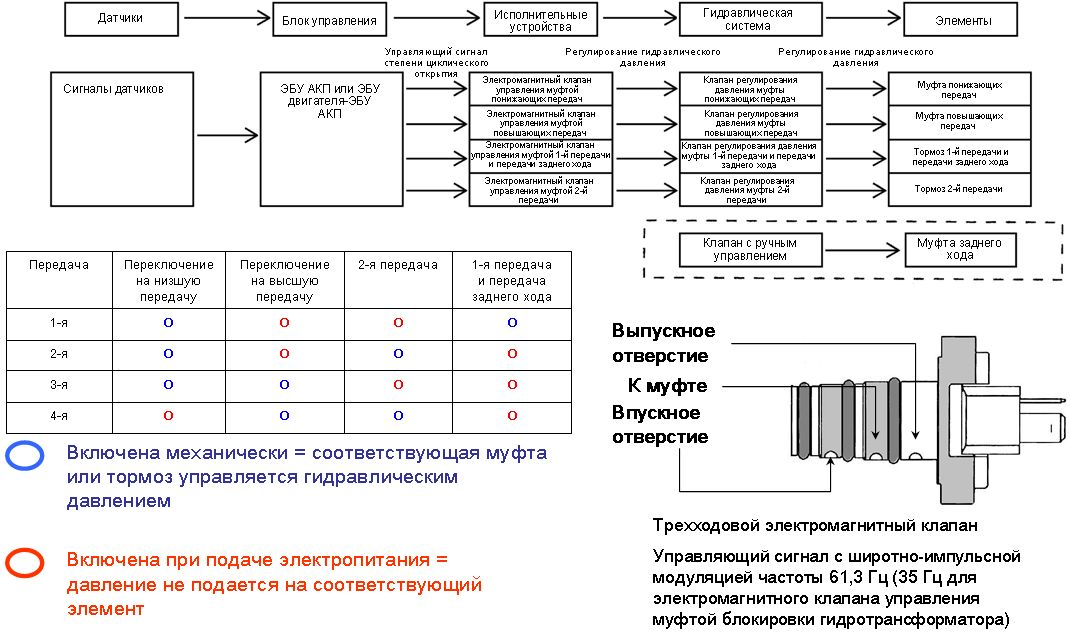 Датчики
Блок управления
Исполнительные
устройства
Гидравлическая
система
Элементы
Управляющий сигнал
степени циклического
открытия
Регулирование гидравлического
давления
Регулирование гидравлического
давления
Сигналы датчиков
ЭБУ АКП или ЭБУ
двигателя-ЭБУ
АКП
Электромагнитный клапан
управления муфтой
понижающих передач
Клапан регулирования
давления муфты
понижающих передач
Муфта понижающих
передач
Электромагнитный клапан
управления муфтой
повышающих передач
Клапан регулирования
давления муфты
повышающих передач
Муфта повышающих
передач
Электромагнитный клапан
управления муфтой 1-й передачи
и передачи заднего хода
Клапан регулирования давления
муфты 1-й передачи и передачи
заднего хода
Тормоз 1-й передачи и
передачи заднего хода
Электромагнитный клапан
управления муфтой 2-й
передачи
Клапан регулирования
давления муфты 2-й
передачи
Тормоз 2-й передачи
Клапан с ручным
управлением
Муфта заднего
хода
Передача
Переключение
на низшую
передачу
Переключение
на высшую
передачу
2-я передача
1-я передача
и передача
заднего хода
1-я O O O O
2-я O O O O
3-я O O O O
4-я O O O O
Включена механически = соответствующая муфта
или тормоз управляется гидравлическим
давлением
Включена при подаче электропитания =
давление не подается на соответствующий
элемент
Выпускное
отверстие
К муфте
Впускное
отверстие
Трехходовой электромагнитный клапан
Управляющий сигнал с широтно-импульсной
модуляцией частоты 61,3 Гц (35 Гц для
электромагнитного клапана управления
муфтой блокировки гидротрансформатора)